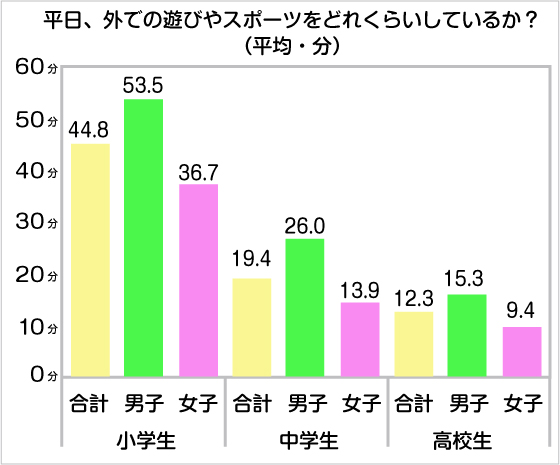 平日、外での遊びやスポーツをどれくらいしているか？
（平均・分）
60分
50分
40分
30分
20分
10分
0分
44.8
53.5
36.7
19.4
26.0
13.9
12.3
15.3
9.4
合計 男子 女子 合計 男子 女子 合計 男子 女子
小学生 中学生 高校生